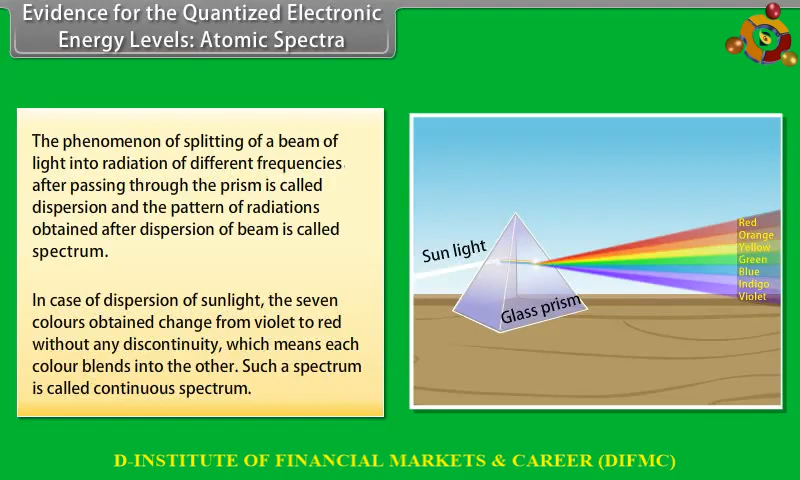 Evidence for the Quantized Electronic
Energy Levels: Atomic Spectra
The phenomenon of splitting of a beam of
light into radiation of different frequencies
after passing through the prism is called
dispersion and the pattern of radiations
obtained after dispersion of beam is called
spectrum.
In case of dispersion of sunlight, the seven
colours obtained change from violet to red
without any discontinuity, which means each
colour blends into the other. Such a spectrum
is called continuous spectrum.
Sun light
Glass prism
Red
Orange
Yellow
Green
Blue
Indigo
Violet
D-INSTITUTE OF FINANCIAL MARKETS & CAREER (DIFMC)